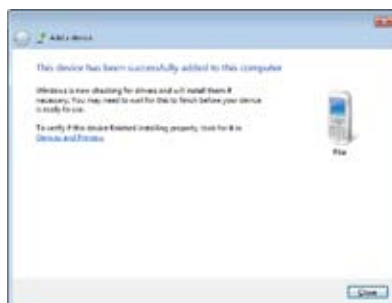 Add a device
This device has been successfully added to this computer
Windows is now checking for drivers and will install them if
necessary. You may need to wait for this to finish before your device
is ready to use.
To verify if this device finished installing properly, look for it in
Devices and Printers.
Close